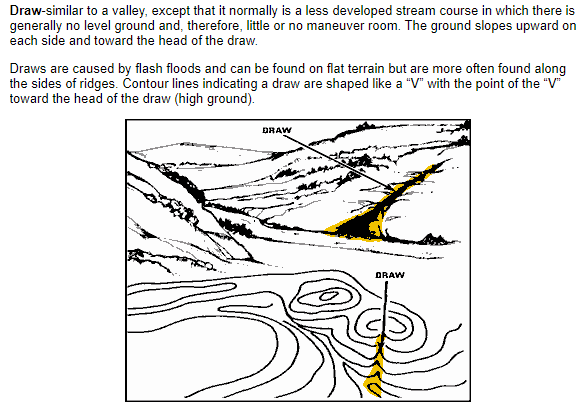 Draw-similar to a valley, except that it normally is a less developed stream course in which there is
generally no level ground and, therefore, little or no maneuver room. The ground slopes upward on
each side and toward the head of the draw.
Draws are caused by flash floods and can be found on flat terrain but are more often found along
the sides of ridges. Contour lines indicating a draw are shaped like a “V” with the point of the “V”
toward the head of the draw (high ground).
DRAW
DRAW